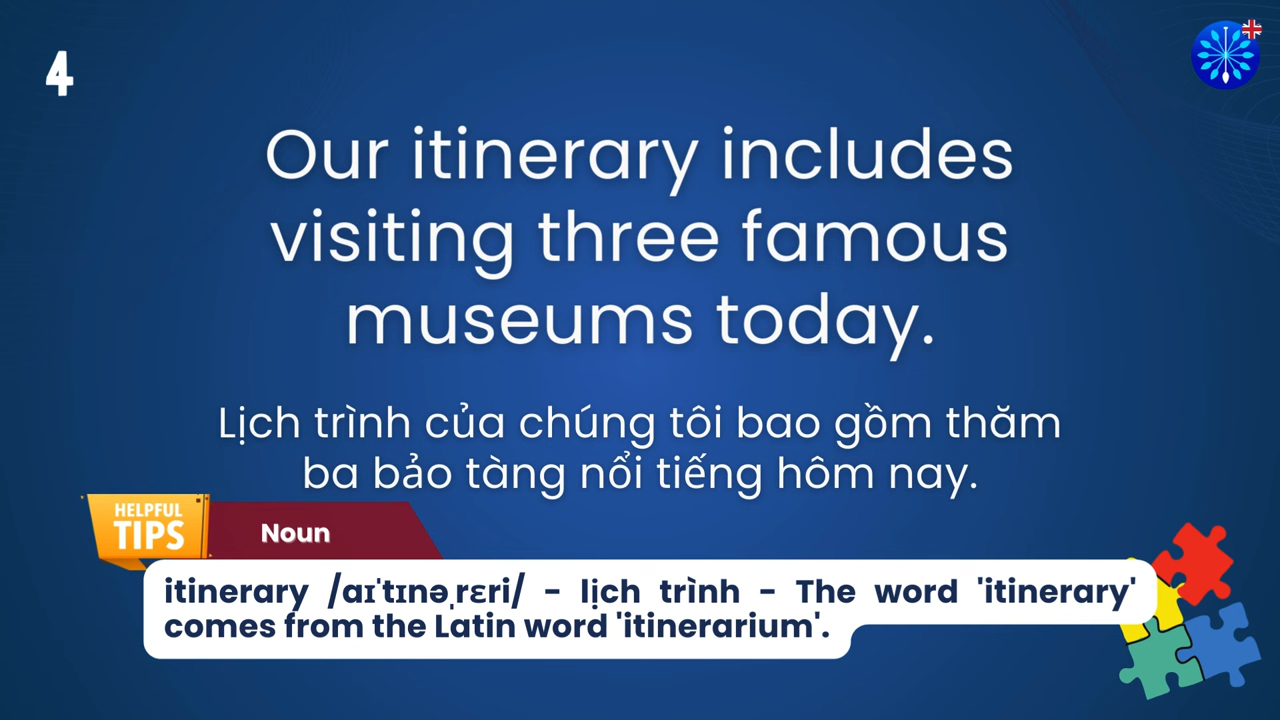 4
Our itinerary includes
visiting three famous
museums today.
Lịch trình của chúng tôi bao gồm thăm
ba bảo tàng nổi tiếng hôm nay.
HELPFUL
TIPS
Noun
itinerary /aɪˈtɪnəˌrɛri/ - lịch trình - The word 'itinerary'
comes from the Latin word 'itinerarium'.